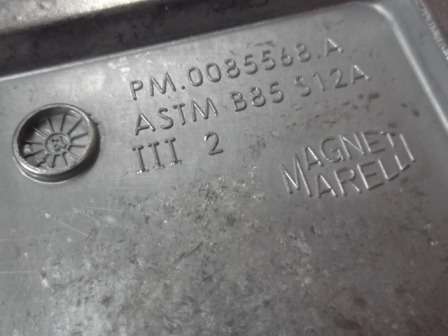 PM.0085568.A
ASTM B85 S12A
III 2
MAGNETI
MARELLI